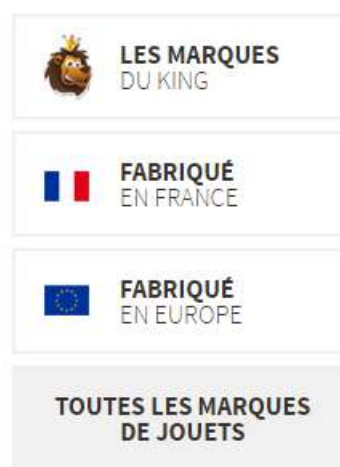 LES MARQUES
DU KING
FABRIQUÉ
EN FRANCE
FABRIQUÉ
EN EUROPE
TOUTES LES MARQUES
DE JOUETS